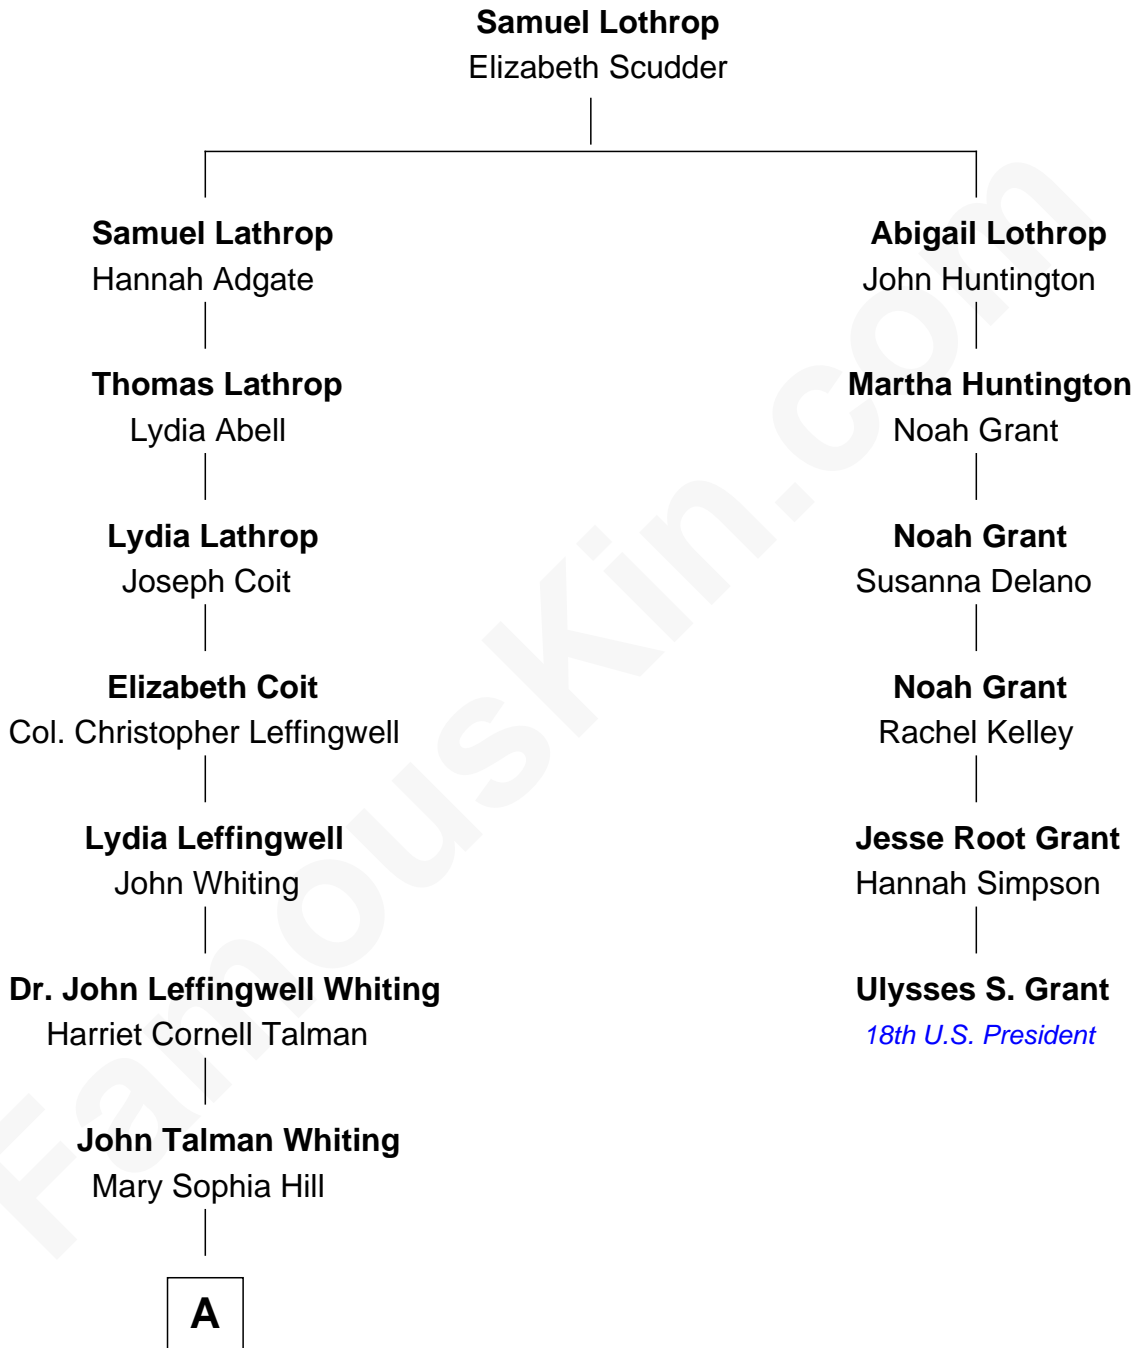 Samuel Lothrop
Elizabeth Scudder
Samuel Lathrop
Hannah Adgate
Abigail Lothrop
John Huntington
Thomas Lathrop
Lydia Abell
Martha Huntington
Noah Grant
Lydia Lathrop
Joseph Coit
Noah Grant
Susanna Delano
Elizabeth Coit
Col. Christopher Leffingwell
Noah Grant
Rachel Kelley
Lydia Leffingwell
John Whiting
Jesse Root Grant
Hannah Simpson
Dr. John Leffingwell Whiting
Harriet Cornell Talman
Ulysses S. Grant
18th U.S. President
John Talman Whiting
Mary Sophia Hill
A
FamousKin.com